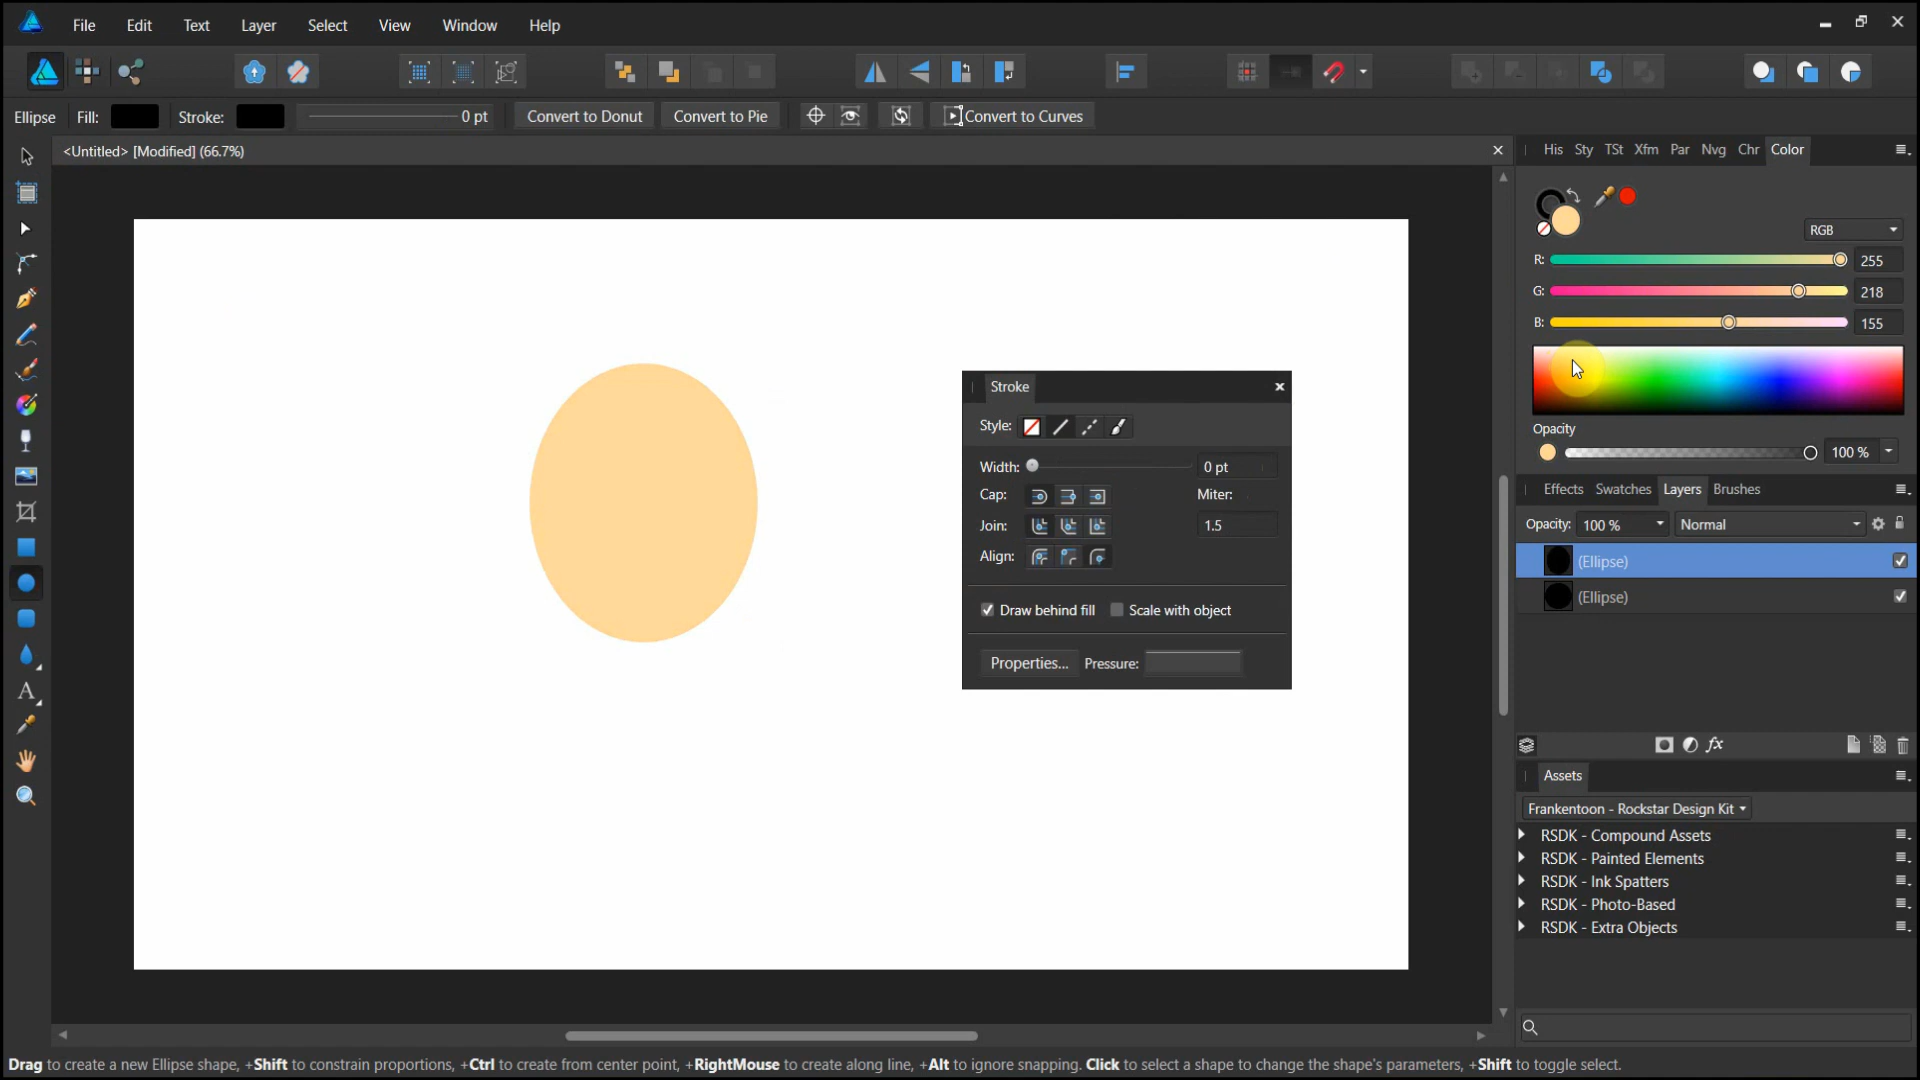 File Edit Text Layer Select View Window Help
Ellipse Fill: Stroke: 0 pt Convert to Donut Convert to Pie Convert to Curves
<Untitled> [Modified] (66.7%)
His Sty TSt Xfm Par Nvg Chr Color
RGB
R: 255
G: 218
B: 155
Opacity
100 %
Stroke
Style:
Width: 0 pt
Cap: Miter:
Join: 1.5
Align:
Draw behind fill Scale with object
Properties... Pressure:
Effects Swatches Layers Brushes
Opacity: 100 % Normal
(Ellipse)
(Ellipse)
fx
Assets
Frankentoon - Rockstar Design Kit
RSDK - Compound Assets
RSDK - Painted Elements
RSDK - Ink Spatters
RSDK - Photo-Based
RSDK - Extra Objects
Drag to create a new Ellipse shape, +Shift to constrain proportions, +Ctrl to create from center point, +RightMouse to create along line, +Alt to ignore snapping. Click to select a shape to change the shape's parameters, +Shift to toggle select.